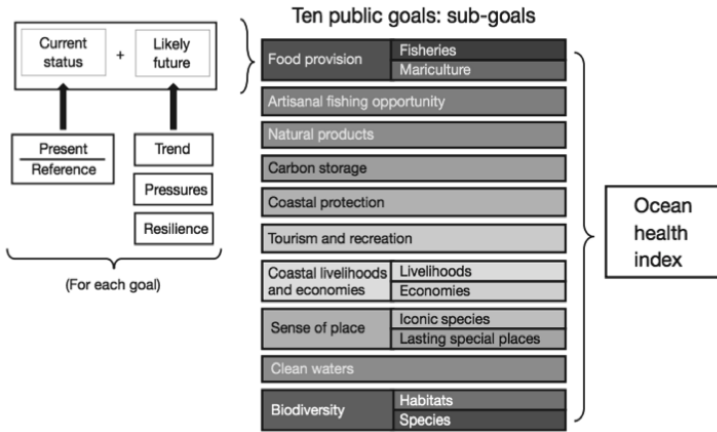 Ten public goals: sub-goals
Current
status
+
Likely
future
Present
Reference
Trend
Pressures
Resilience
(For each goal)
Food provision
Fisheries
Mariculture
Artisanal fishing opportunity
Natural products
Carbon storage
Coastal protection
Tourism and recreation
Coastal livelihoods
and economies
Livelihoods
Economies
Sense of place
Iconic species
Lasting special places
Clean waters
Biodiversity
Habitats
Species
Ocean
health
index